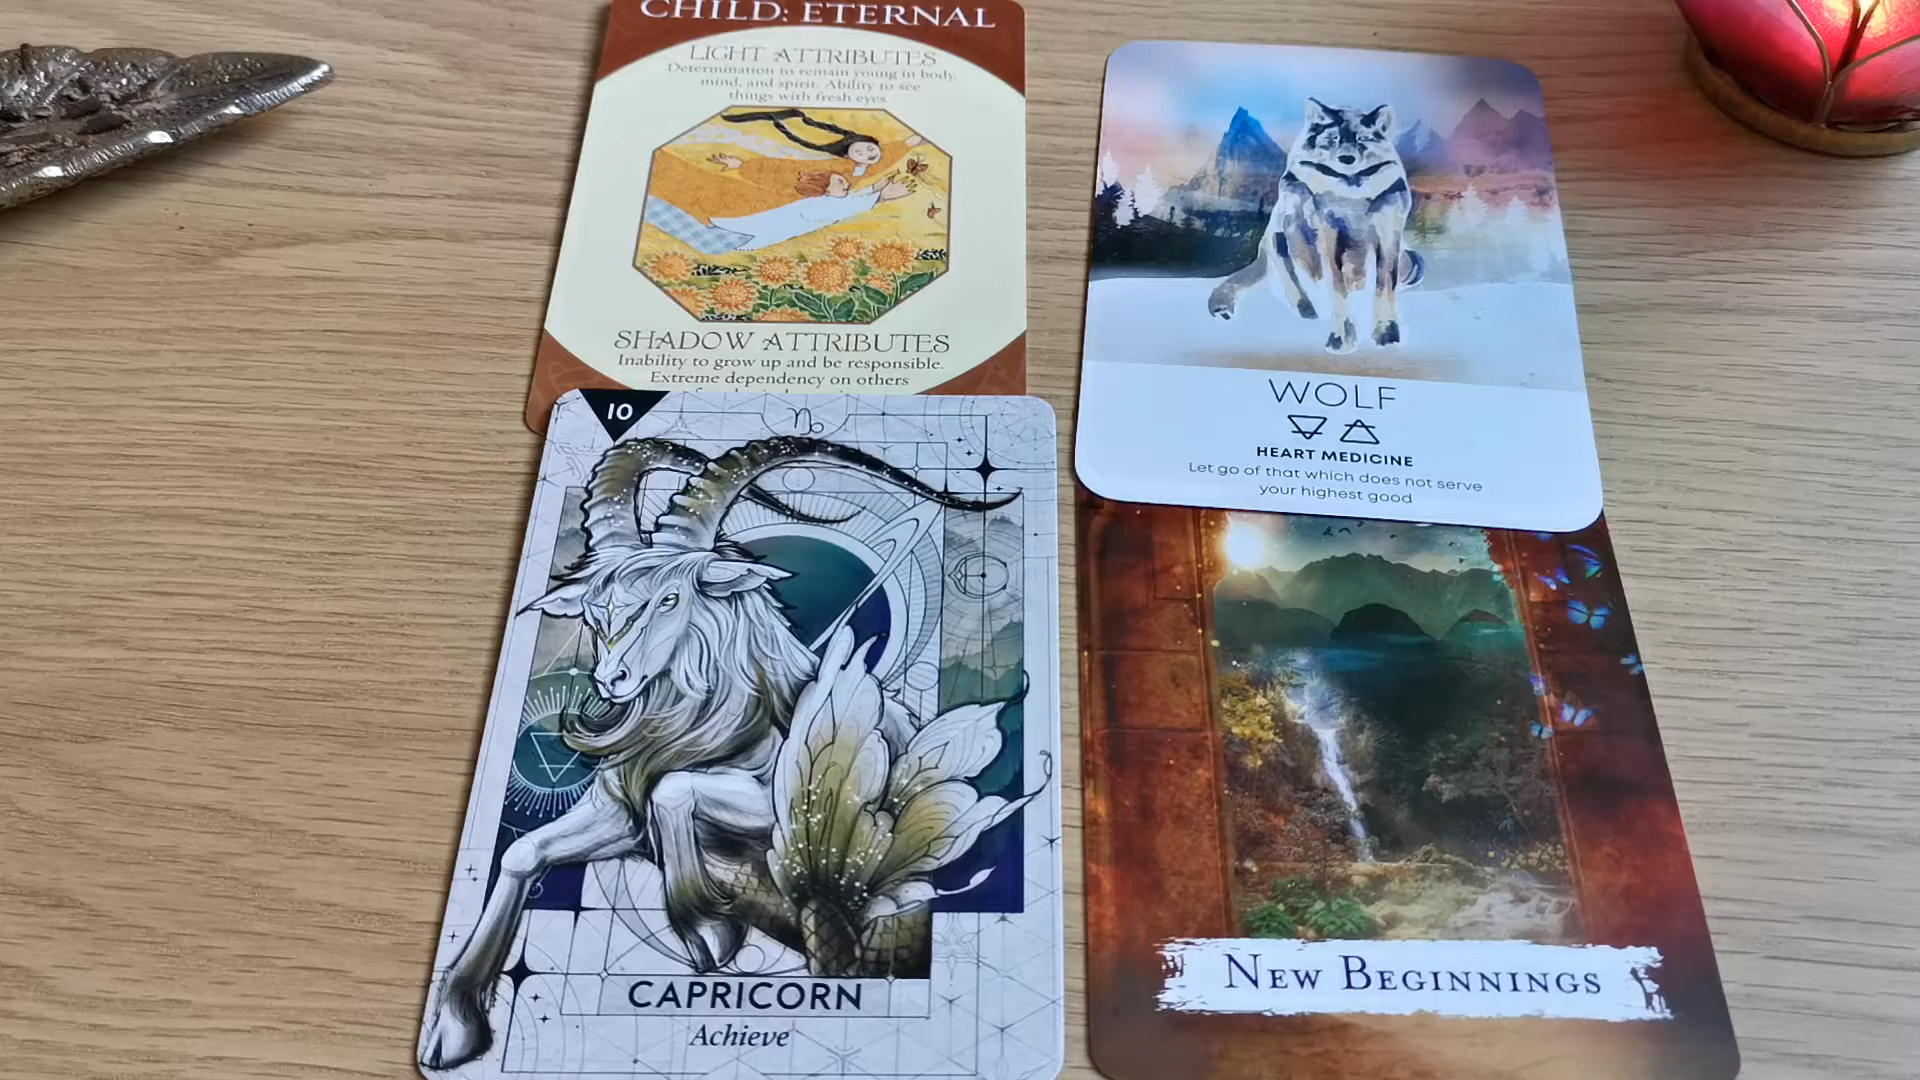 CHILD: ETERNAL
LIGHT ATTRIBUTES
Determination to remain young in body,
mind, and spirit. Ability to see
things with fresh eyes
SHADOW ATTRIBUTES
Inability to grow up and be responsible.
Extreme dependency on others
10
CAPRICORN
Achieve
WOLF
HEART MEDICINE
Let go of that which does not serve
your highest good
NEW BEGINNINGS